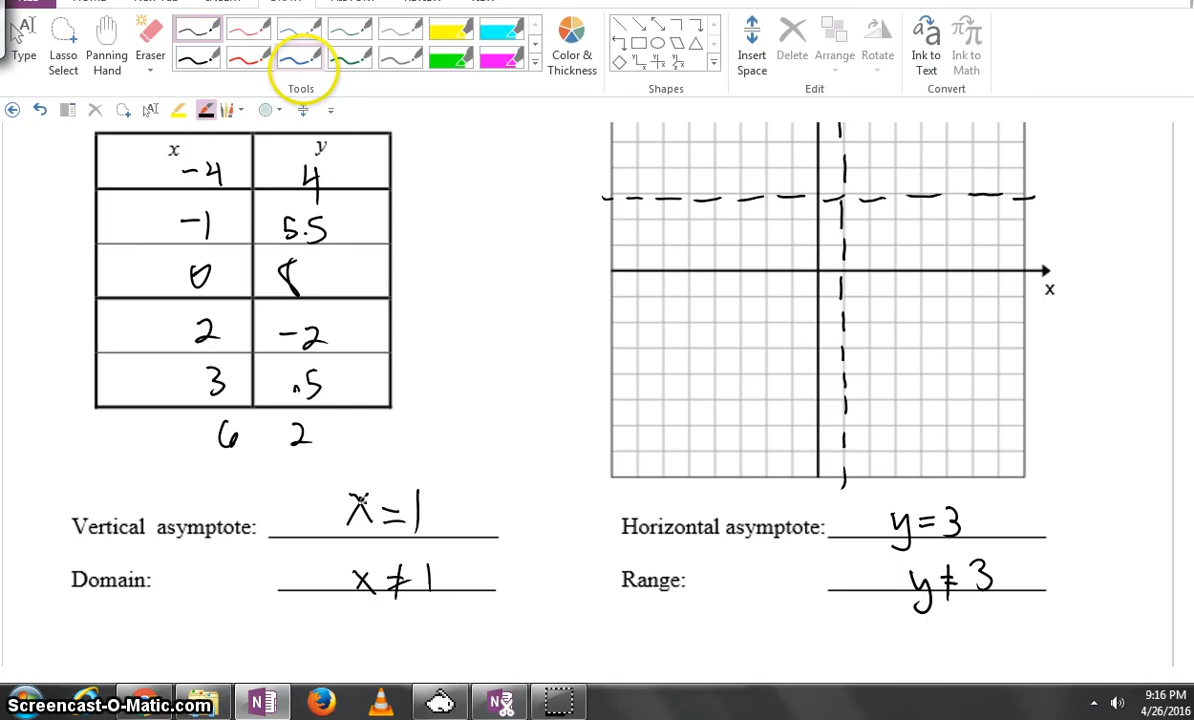 Type Lasso Select Panning Hand Eraser
Color & Thickness
Insert Space Delete Arrange Rotate
Ink to Text Ink to Math
Tools Shapes Edit Convert
x y
-4 4
-1 5.5
0 8
2 -2
3 .5
6 2
x
Vertical asymptote: x = 1
Horizontal asymptote: y = 3
Domain: x ≠ 1
Range: y ≠ 3
Screencast-O-Matic.com
9:16 PM
4/26/2016